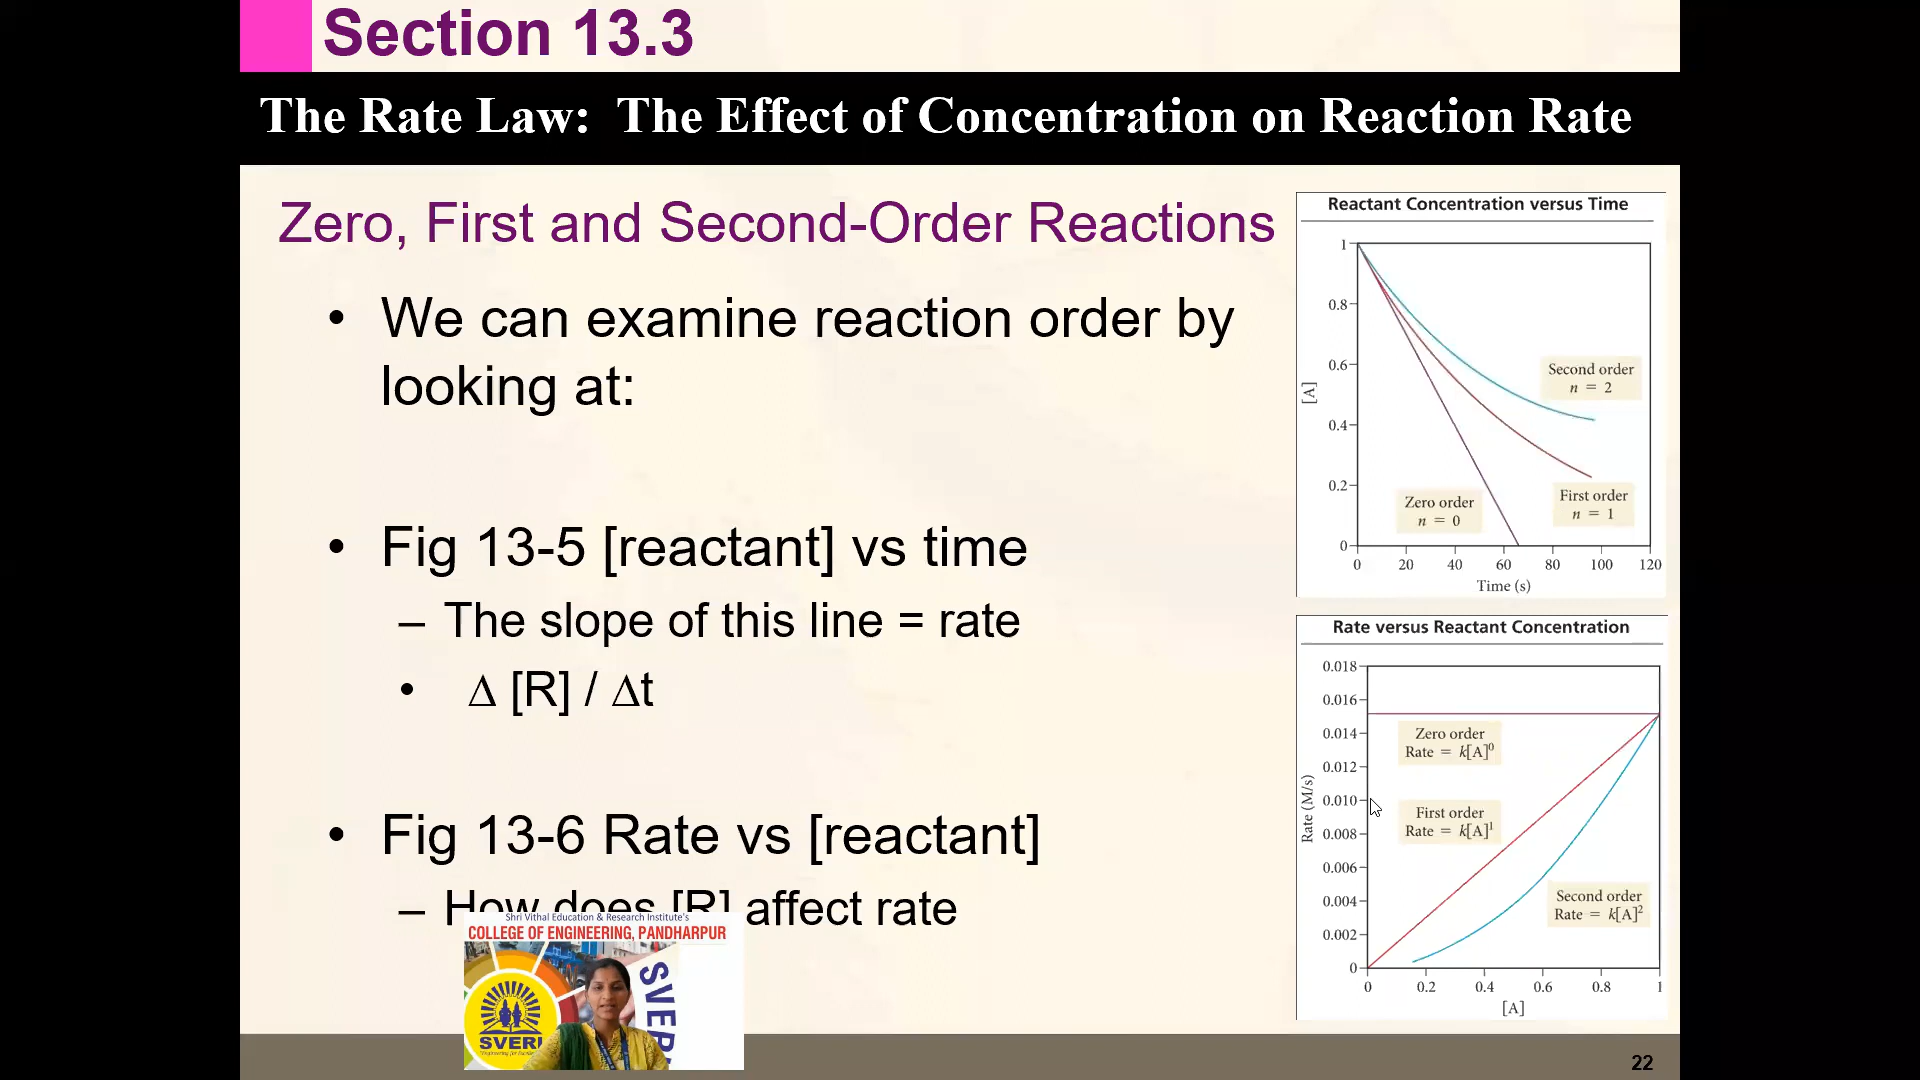 Section 13.3
The Rate Law: The Effect of Concentration on Reaction Rate
Zero, First and Second-Order Reactions
• We can examine reaction order by
looking at:
• Fig 13-5 [reactant] vs time
– The slope of this line = rate
• Δ [R] / Δt
• Fig 13-6 Rate vs [reactant]
– How does [R] affect rate
Reactant Concentration versus Time
1
0.8
0.6
0.4
0.2
0
[A]
Second order
n = 2
First order
n = 1
Zero order
n = 0
0 20 40 60 80 100 120
Time (s)
Rate versus Reactant Concentration
0.018
0.016
0.014
0.012
0.010
0.008
0.006
0.004
0.002
0
Rate (M/s)
Zero order
Rate = k[A]⁰
First order
Rate = k[A]¹
Second order
Rate = k[A]²
0 0.2 0.4 0.6 0.8 1
[A]
Shri Vithal Education & Research Institute's
COLLEGE OF ENGINEERING, PANDHARPUR
SVERI
SVER
22